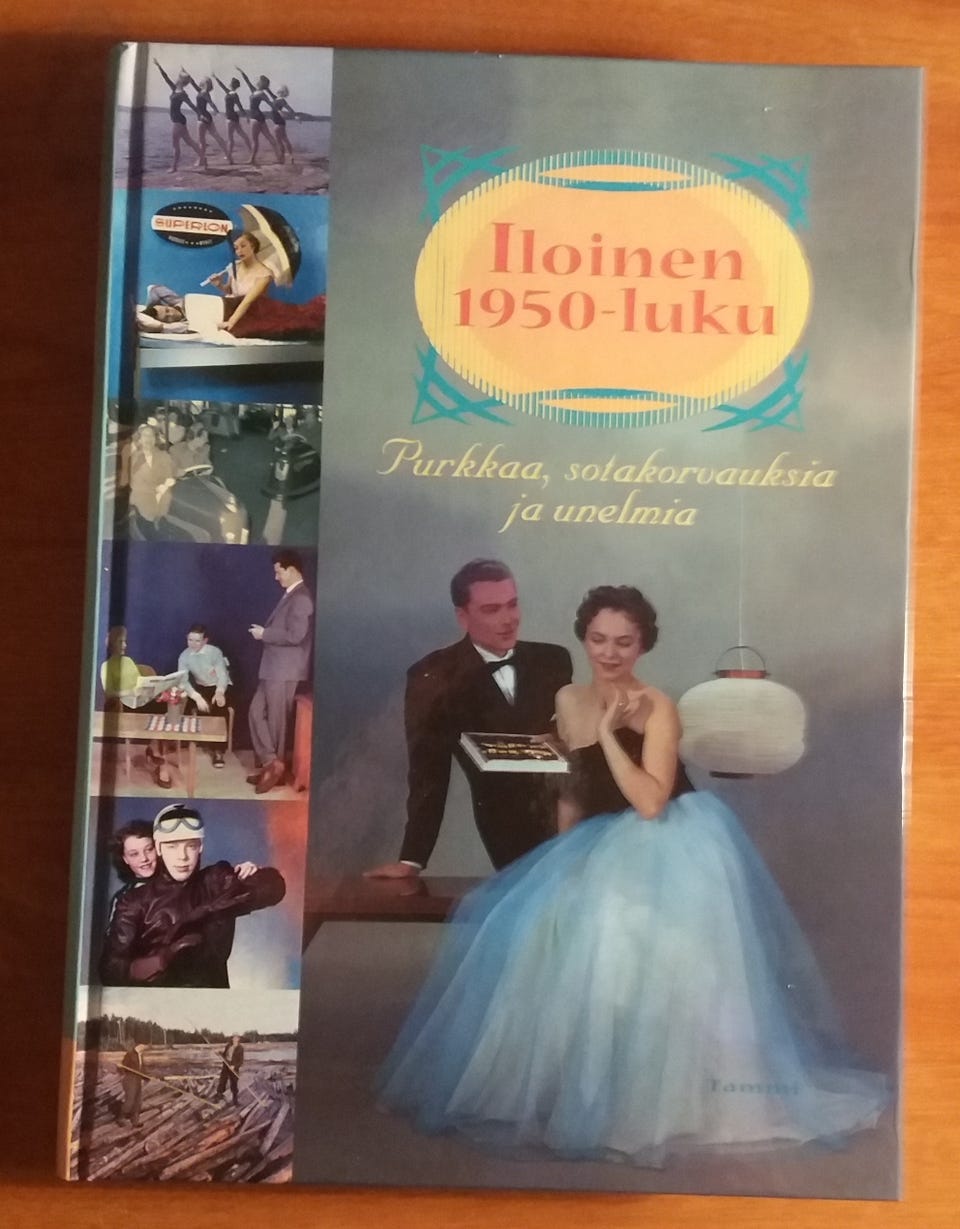 SUPERLON
Iloinen
1950-luku
Purkkaa, sotakorvauksia
ja unelmia
Tammi